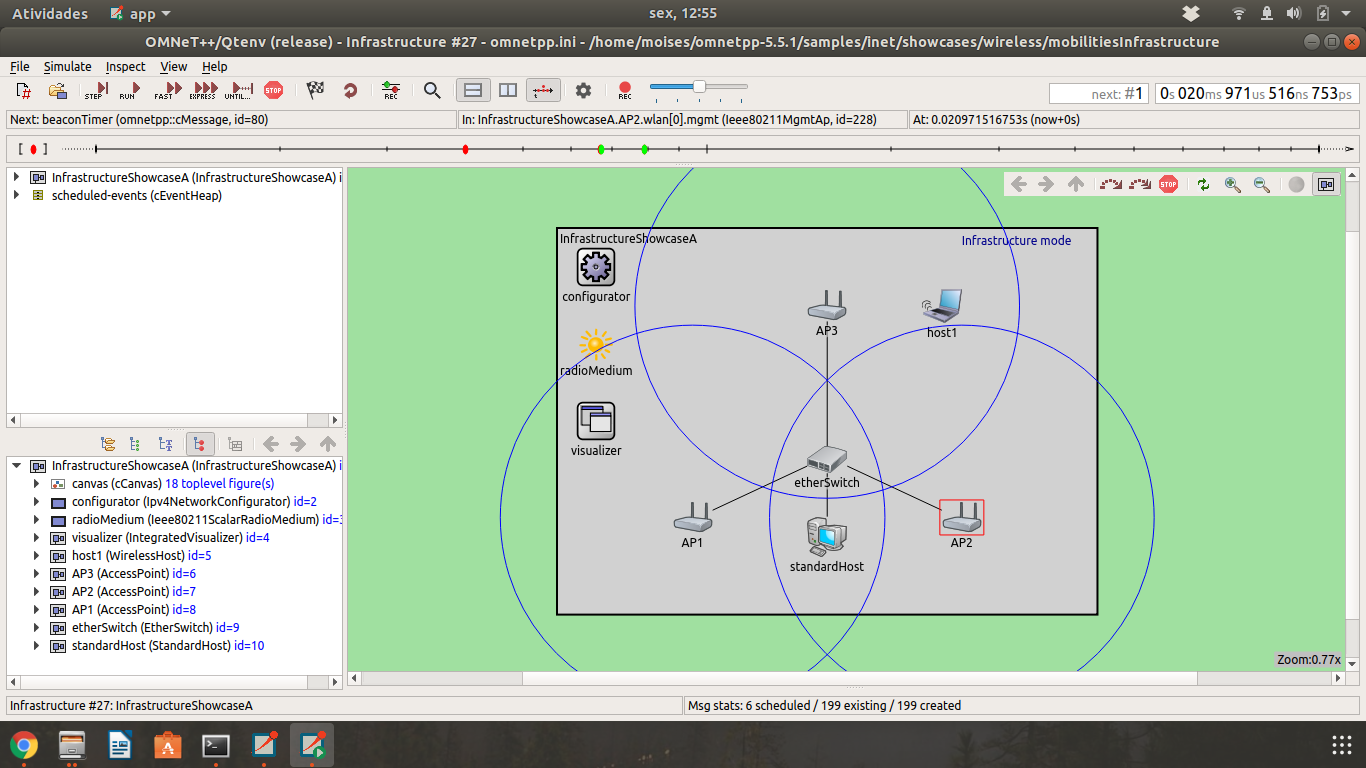 Atividades
app
sex, 12:55
OMNeT++/Qtenv (release) - Infrastructure #27 - omnetpp.ini - /home/moises/omnetpp-5.5.1/samples/inet/showcases/wireless/mobilitiesInfrastructure
File Simulate Inspect View Help
STEP RUN FAST EXPRESS UNTIL... STOP REC REC
next: #1
0s 020ms 971us 516ns 753ps
Next: beaconTimer (omnetpp::cMessage, id=80)
In: InfrastructureShowcaseA.AP2.wlan[0].mgmt (Ieee80211MgmtAp, id=228)
At: 0.020971516753s (now+0s)
InfrastructureShowcaseA (InfrastructureShowcaseA) i
scheduled-events (cEventHeap)
InfrastructureShowcaseA (InfrastructureShowcaseA) i
canvas (cCanvas) 18 toplevel figure(s)
configurator (Ipv4NetworkConfigurator) id=2
radioMedium (Ieee80211ScalarRadioMedium) id=3
visualizer (IntegratedVisualizer) id=4
host1 (WirelessHost) id=5
AP3 (AccessPoint) id=6
AP2 (AccessPoint) id=7
AP1 (AccessPoint) id=8
etherSwitch (EtherSwitch) id=9
standardHost (StandardHost) id=10
STOP
InfrastructureShowcaseA
Infrastructure mode
configurator
AP3
host1
radioMedium
visualizer
etherSwitch
AP1
AP2
standardHost
Zoom:0.77x
Infrastructure #27: InfrastructureShowcaseA
Msg stats: 6 scheduled / 199 existing / 199 created